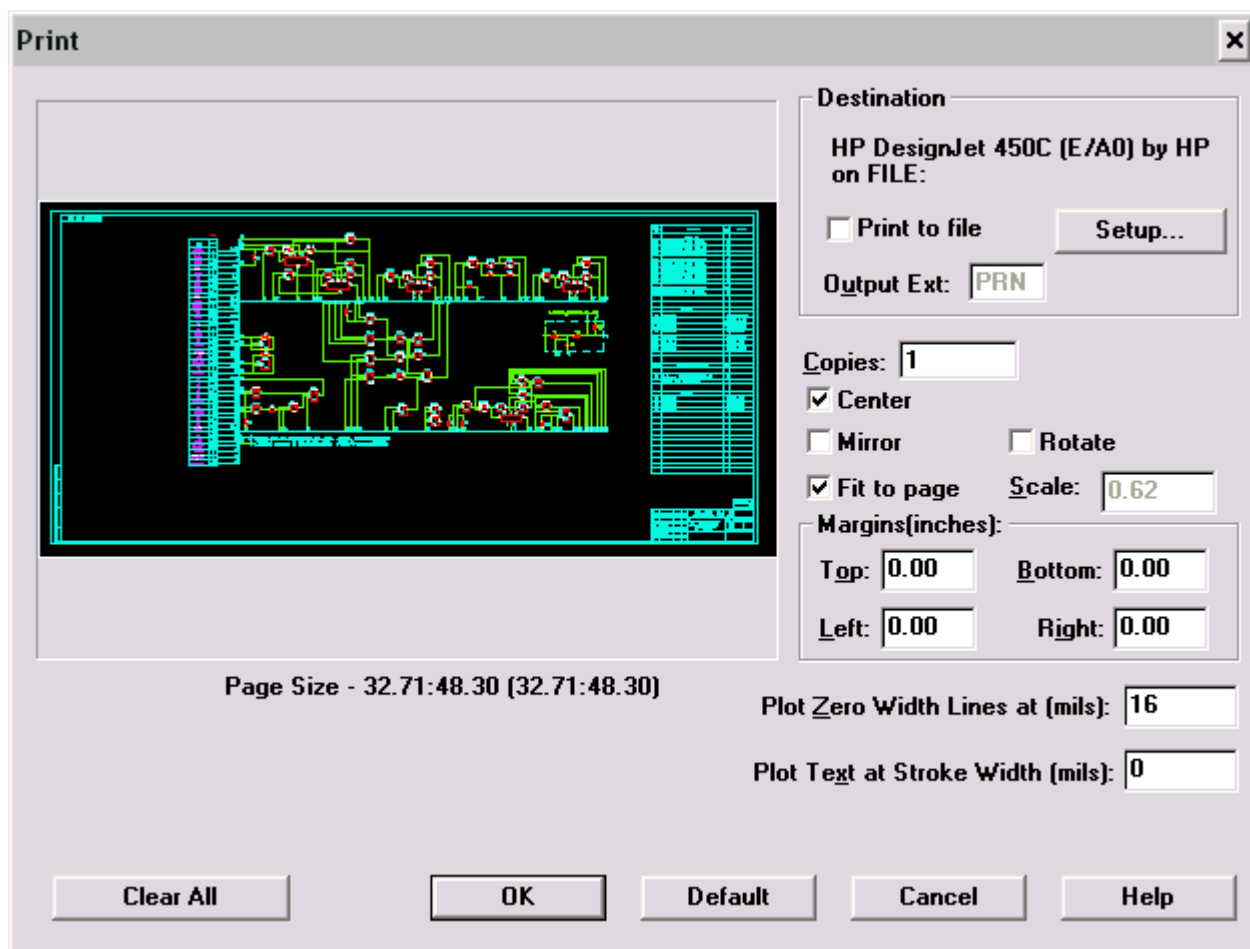 Print
Destination
HP DesignJet 450C (E/A0) by HP
on FILE:
Print to file
Setup...
Output Ext: PRN
Copies: 1
Center
Mirror
Rotate
Fit to page
Scale: 0.62
Margins(inches):
Top: 0.00
Bottom: 0.00
Left: 0.00
Right: 0.00
Page Size - 32.71:48.30 (32.71:48.30)
Plot Zero Width Lines at (mils): 16
Plot Text at Stroke Width (mils): 0
Clear All
OK
Default
Cancel
Help